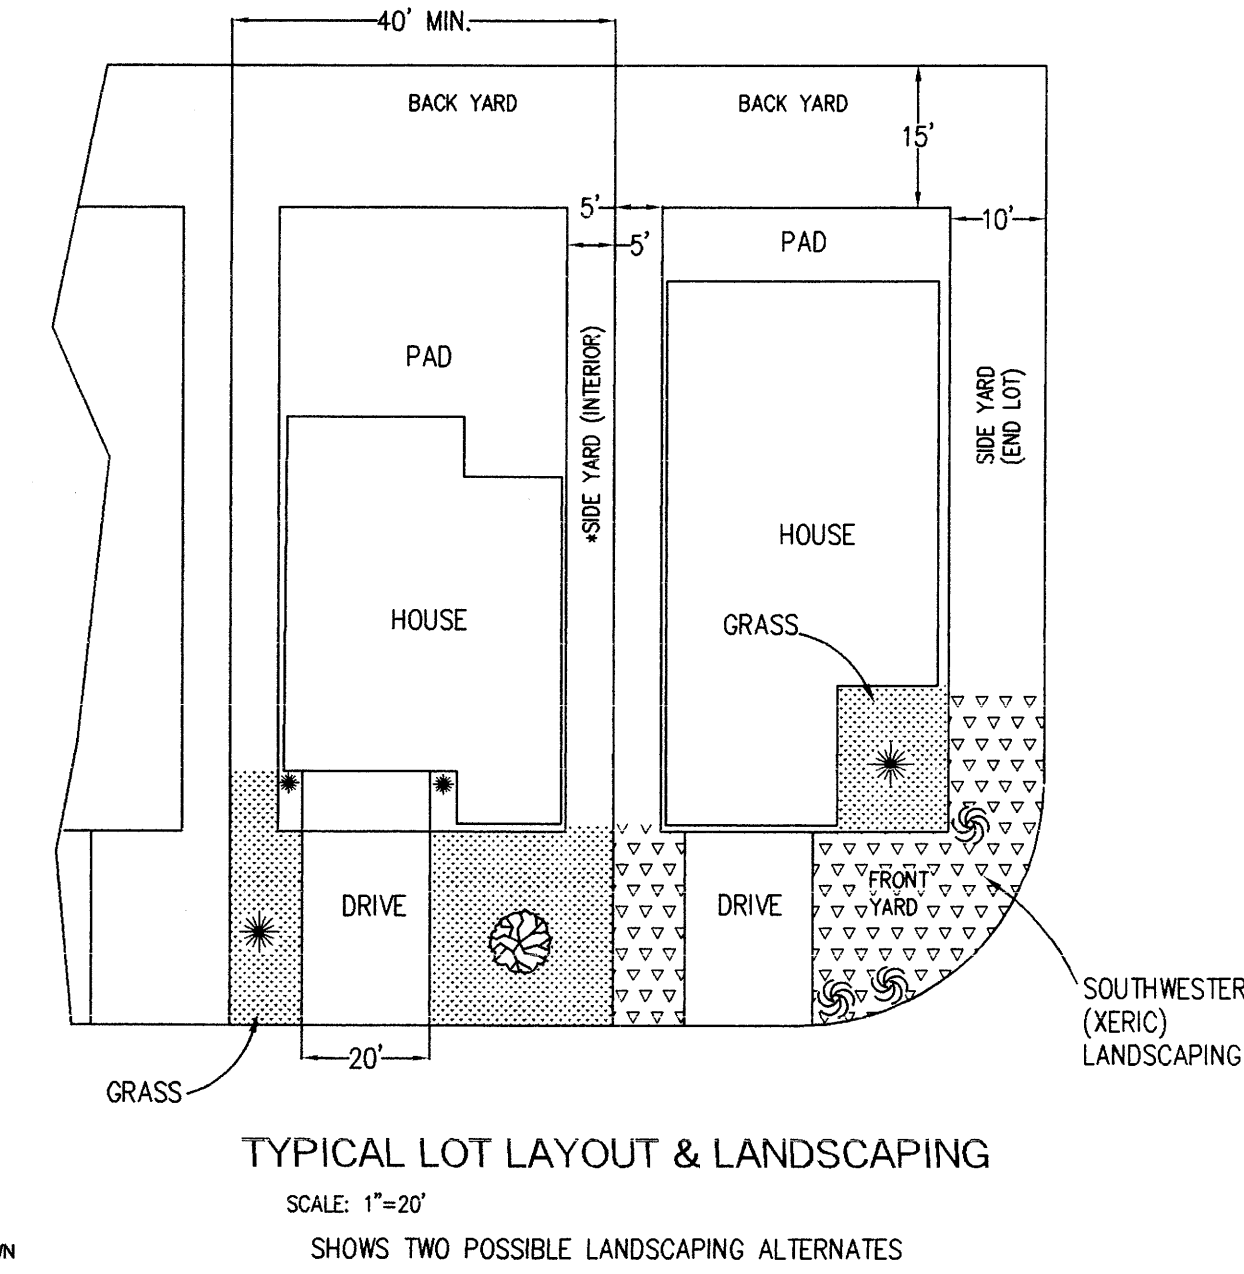 40' MIN.
BACK YARD
BACK YARD
15'
5'
5'
10'
PAD
PAD
*SIDE YARD (INTERIOR)
SIDE YARD
(END LOT)
HOUSE
HOUSE
GRASS
DRIVE
DRIVE
FRONT
YARD
SOUTHWESTER
(XERIC)
LANDSCAPING
20'
GRASS
TYPICAL LOT LAYOUT & LANDSCAPING
SCALE: 1"=20'
SHOWS TWO POSSIBLE LANDSCAPING ALTERNATES